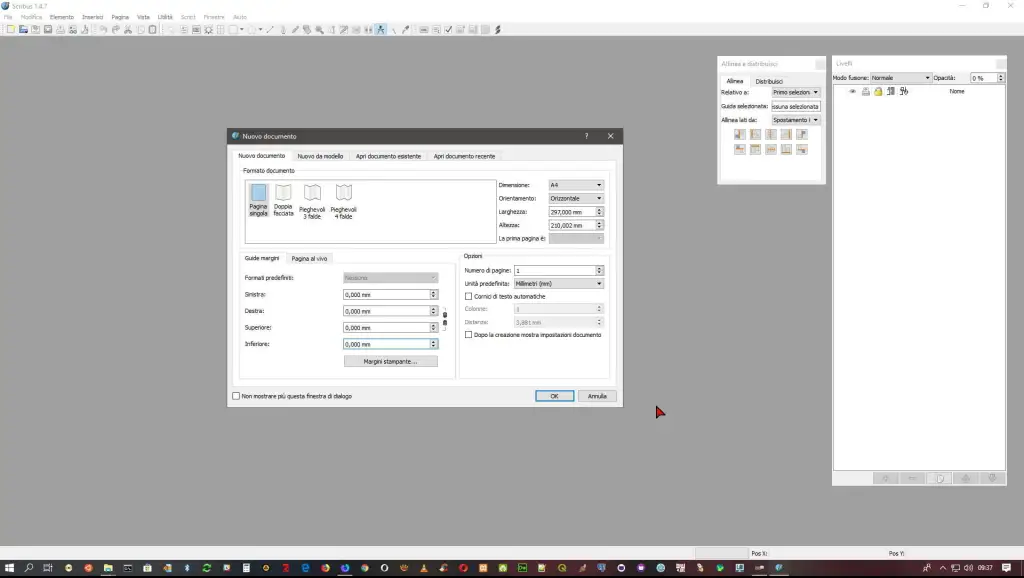 Scribus 1.4.7
File Modifica Elemento Inserisci Pagina Vista Utilità Script Finestre Aiuto
Allinea e distribuisci
Allinea Distribuisci
Relativo a: Primo selezion
Guide selezionata: ssuna selezionata
Allinea lati da: Spostamento (
Livelli
Modo fusione: Normale Opacità: 0 %
Nome
Nuovo documento ?
Nuovo documento Nuovo da modello Apri documento esistente Apri documento recente
Formato documento
Pagina singola
Doppia facciata
Pieghevoli 3 falde
Pieghevoli 4 falde
Dimensione: A4
Orientamento: Orizzontale
Larghezza: 297,000 mm
Altezza: 210,002 mm
La prima pagina è:
Guide margini Pagina al vivo
Formati predefiniti: Nessuno
Sinistra: 0,000 mm
Destra: 0,000 mm
Superiore: 0,000 mm
Inferiore: 0,000 mm
Margini stampante...
Opzioni
Numero di pagine: 1
Unità predefinita: Millimetri (mm)
Cornici di testo automatiche
Colonne: 1
Distanza: 3,881 mm
Dopo la creazione mostra impostazioni documento
Non mostrare più questa finestra di dialogo
OK Annulla
Pos X: Pos Y:
09:37